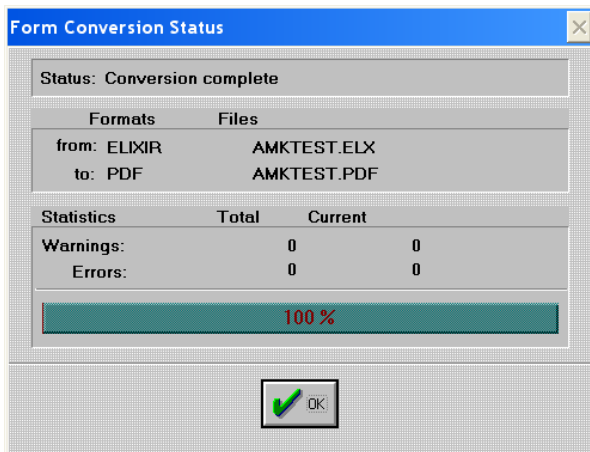 Form Conversion Status
Status: Conversion complete
Formats Files
from: ELIXIR AMKTEST.ELX
to: PDF AMKTEST.PDF
Statistics Total Current
Warnings: 0 0
Errors: 0 0
100 %
OK